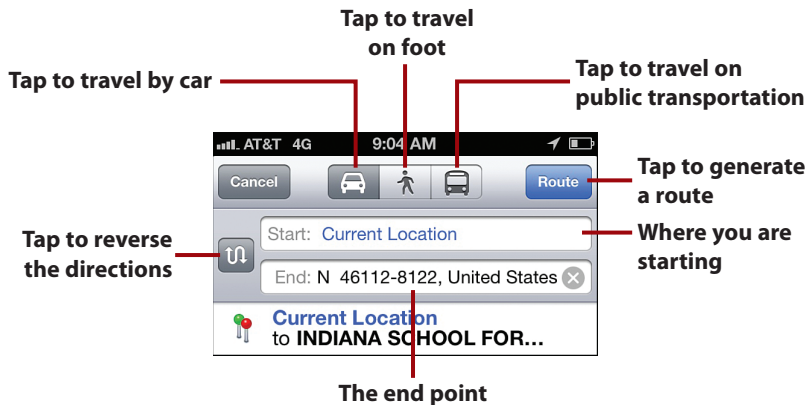 Tap to travel
on foot
Tap to travel by car
Tap to travel on
public transportation
AT&T 4G 9:04 AM
Cancel
Route
Tap to generate
a route
Start: Current Location
Where you are
starting
Tap to reverse
the directions
End: N 46112-8122, United States
Current Location
to INDIANA SCHOOL FOR...
The end point